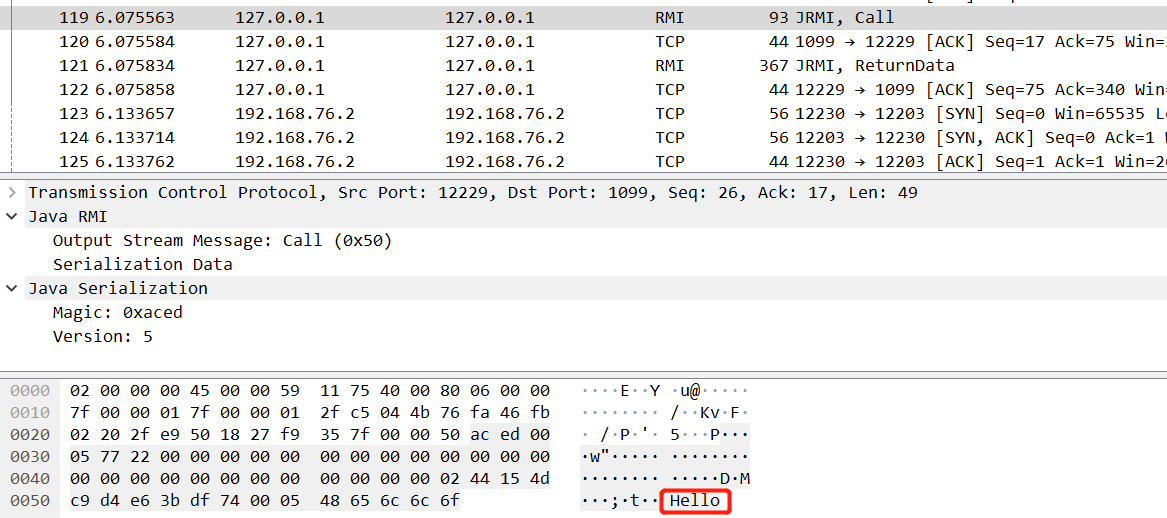 119 6.075563 127.0.0.1 127.0.0.1 RMI 93 JRMI, Call
120 6.075584 127.0.0.1 127.0.0.1 TCP 44 1099 → 12229 [ACK] Seq=17 Ack=75 Win=
121 6.075834 127.0.0.1 127.0.0.1 RMI 367 JRMI, ReturnData
122 6.075858 127.0.0.1 127.0.0.1 TCP 44 12229 → 1099 [ACK] Seq=75 Ack=340 Win=
123 6.133657 192.168.76.2 192.168.76.2 TCP 56 12230 → 12203 [SYN] Seq=0 Win=65535
124 6.133714 192.168.76.2 192.168.76.2 TCP 56 12203 → 12230 [SYN, ACK] Seq=0 Ack=1
125 6.133762 192.168.76.2 192.168.76.2 TCP 44 12230 → 12203 [ACK] Seq=1 Ack=1
Transmission Control Protocol, Src Port: 12229, Dst Port: 1099, Seq: 26, Ack: 17, Len: 49
Java RMI
Output Stream Message: Call (0x50)
Serialization Data
Java Serialization
Magic: 0xaced
Version: 5
0000 02 00 00 00 45 00 00 59 11 75 40 00 80 06 00 00 ····E··Y ·u@·····
0010 7f 00 00 01 7f 00 00 01 2f c5 04 4b 76 fa 46 fb ········ /··Kv·F·
0020 02 20 2f e9 50 18 27 f9 35 7f 00 00 50 ac ed 00 · /·P·'· 5···P···
0030 05 77 22 00 00 00 00 00 00 00 00 00 00 00 00 00 ·w"····· ········
0040 00 00 00 00 00 00 00 00 00 00 00 00 02 44 15 4d ········ ·····D·M
0050 c9 d4 e6 3b df 74 00 05 48 65 6c 6c 6f ···;·t·· Hello